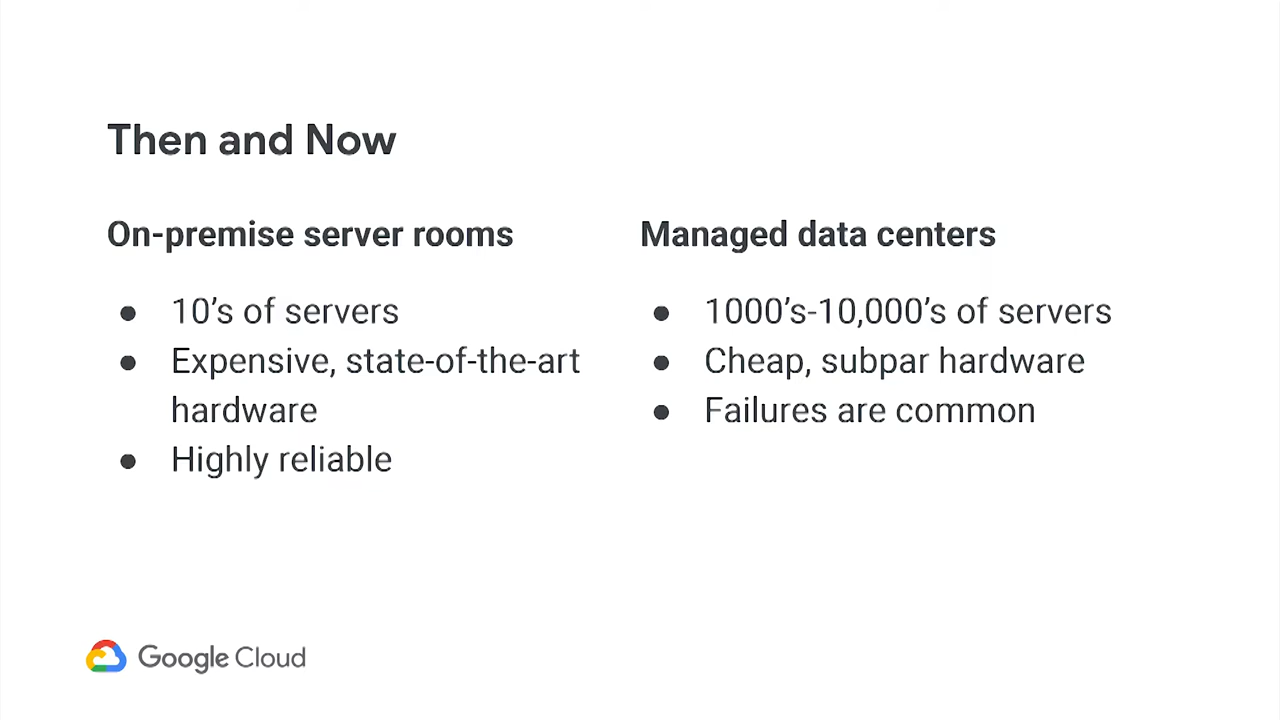 Then and Now
On-premise server rooms
● 10’s of servers
● Expensive, state-of-the-art
hardware
● Highly reliable
Managed data centers
● 1000’s-10,000’s of servers
● Cheap, subpar hardware
● Failures are common
Google Cloud